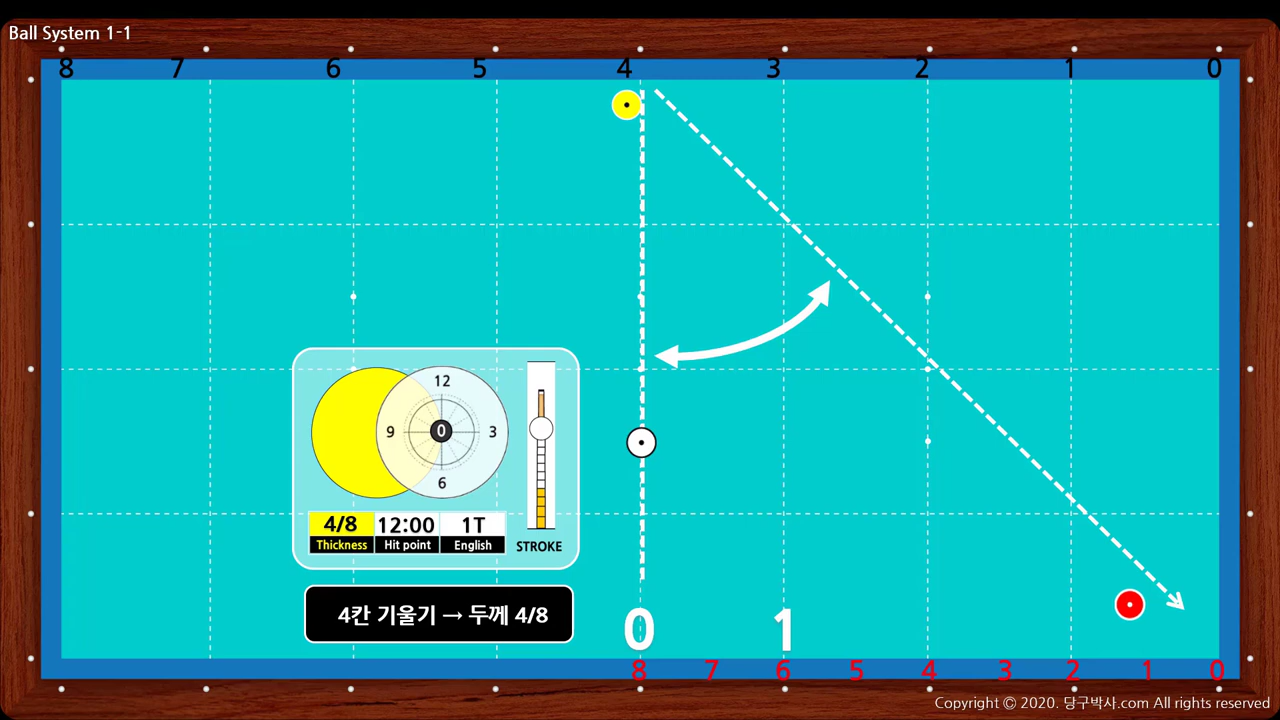 Ball System 1-1
8 7 6 5 4 3 2 1 0
12
9 0 3
6
4/8 12:00 1T
Thickness Hit point English STROKE
4칸 기울기 → 두께 4/8
0 1
8 7 6 5 4 3 2 1 0
Copyright © 2020. 당구박사.com All rights reserved